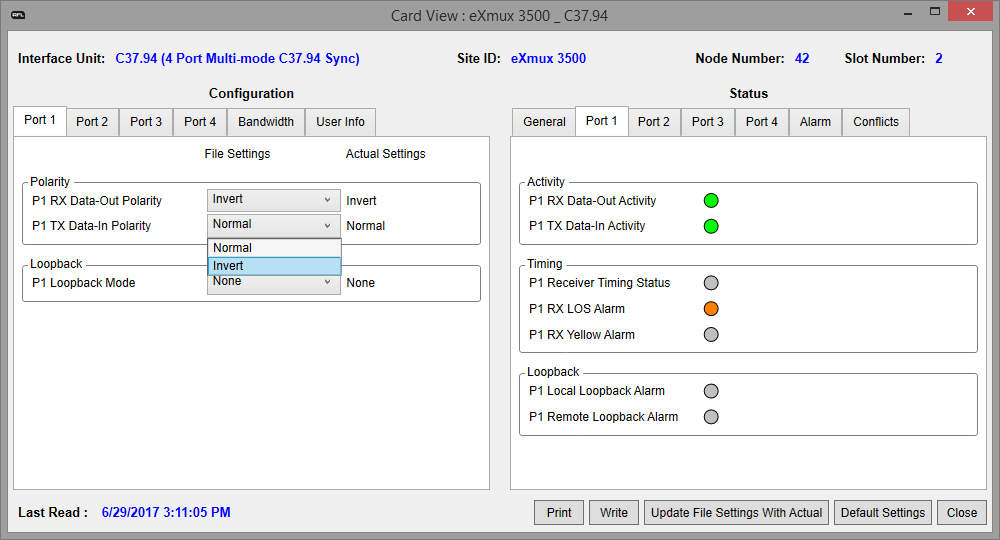 AFL
Card View : eXmux 3500 _ C37.94
Interface Unit: C37.94 (4 Port Multi-mode C37.94 Sync) Site ID: eXmux 3500 Node Number: 42 Slot Number: 2
Configuration
Port 1 Port 2 Port 3 Port 4 Bandwidth User Info
File Settings Actual Settings
Polarity
P1 RX Data-Out Polarity Invert Invert
P1 TX Data-In Polarity Normal Normal
Normal
Invert
Loopback
P1 Loopback Mode None None
Status
General Port 1 Port 2 Port 3 Port 4 Alarm Conflicts
Activity
P1 RX Data-Out Activity
P1 TX Data-In Activity
Timing
P1 Receiver Timing Status
P1 RX LOS Alarm
P1 RX Yellow Alarm
Loopback
P1 Local Loopback Alarm
P1 Remote Loopback Alarm
Last Read : 6/29/2017 3:11:05 PM
Print Write Update File Settings With Actual Default Settings Close